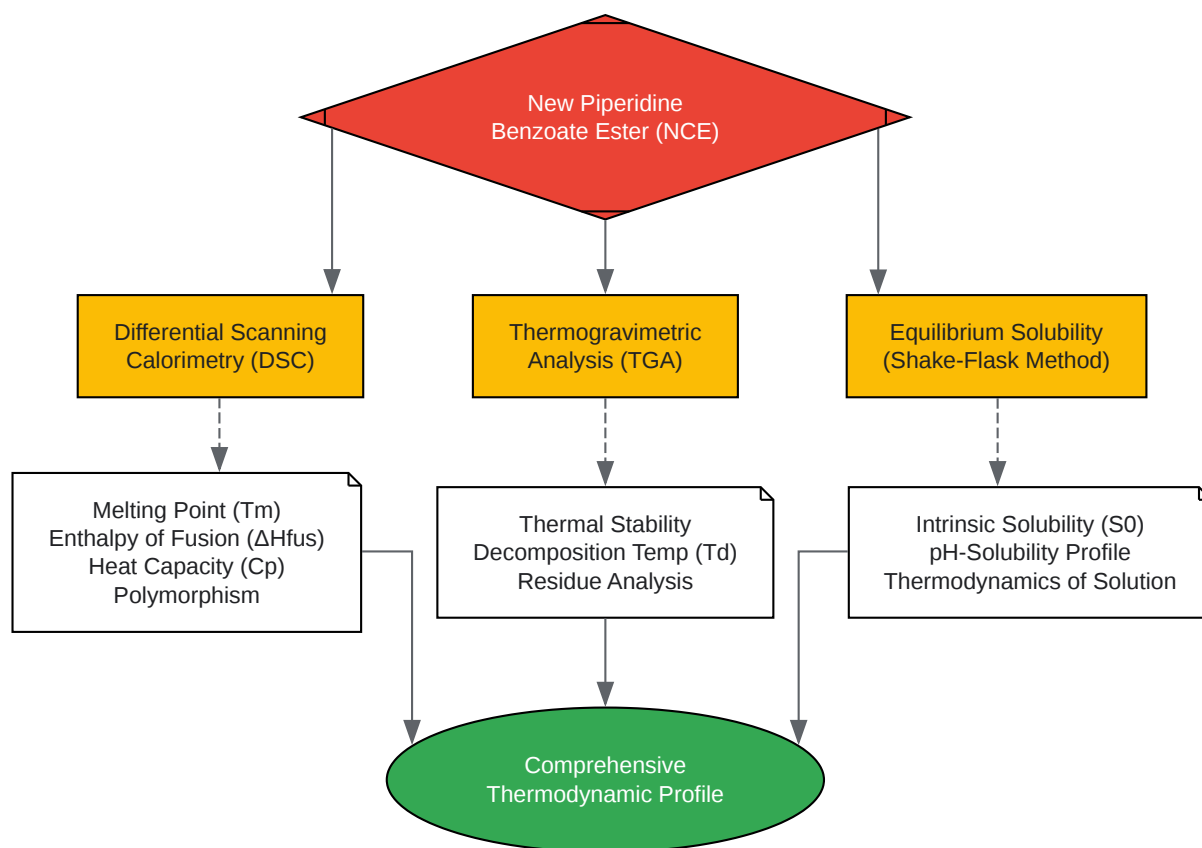 New Piperidine
Benzoate Ester (NCE)
Differential Scanning
Calorimetry (DSC)
Thermogravimetric
Analysis (TGA)
Equilibrium Solubility
(Shake-Flask Method)
Melting Point (Tm)
Enthalpy of Fusion (ΔHfus)
Heat Capacity (Cp)
Polymorphism
Thermal Stability
Decomposition Temp (Td)
Residue Analysis
Intrinsic Solubility (S0)
pH-Solubility Profile
Thermodynamics of Solution
Comprehensive
Thermodynamic Profile